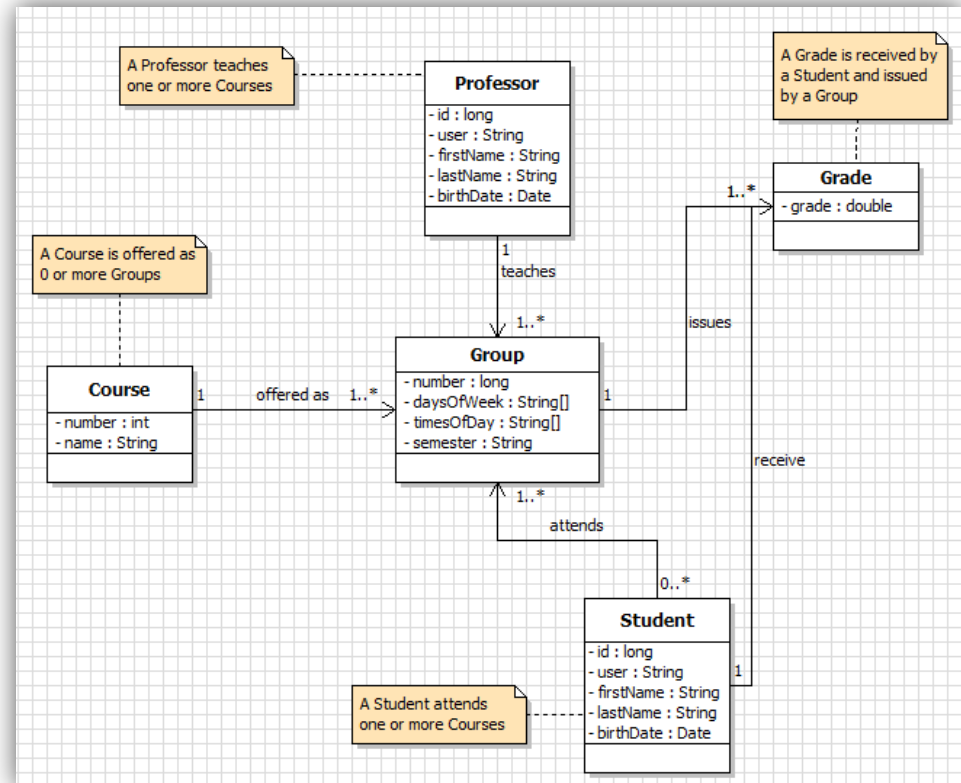 A Professor teaches
one or more Courses
Professor
- id : long
- user : String
- firstName : String
- lastName : String
- birthDate : Date
A Grade is received by
a Student and issued
by a Group
Grade
- grade : double
1..*
1
teaches
1..*
A Course is offered as
0 or more Groups
Course
- number : int
- name : String
1
offered as
1..*
Group
- number : long
- daysOfWeek : String[]
- timesOfDay : String[]
- semester : String
1
issues
receive
1..*
attends
0..*
Student
- id : long
- user : String
- firstName : String
- lastName : String
- birthDate : Date
1
A Student attends
one or more Courses